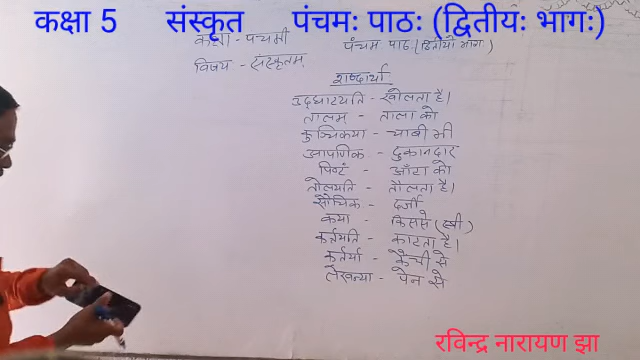 कक्षा 5 संस्कृत पंचमः पाठः (द्वितीयः भागः)
कक्षा - पञ्चमी पंचम पाठ (द्वितीयो भागः)
विषय - संस्कृतम्
शब्दार्था
उद्घाटयति - खोलता है।
तालम् - ताला को
कुञ्चिकया - चाबी भी
आपणिक - दुकानदार
पिष्टं - आँटा को
तोलयति - तौलता है।
सौचिक - दर्जी
कया - किससे (स्त्री)
कर्तयति - काटता है।
कर्तर्या - कैंची से
लेखन्या - पेन से
रविन्द्र नारायण झा